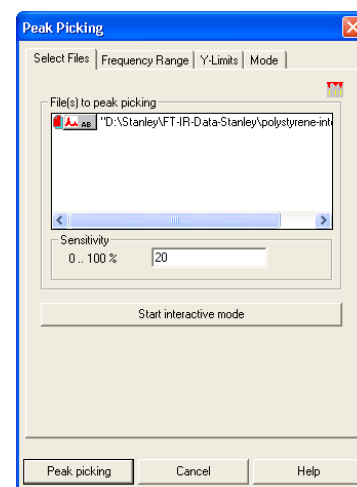 Peak Picking
Select Files Frequency Range Y-Limits Mode
File(s) to peak picking
AB "D:\Stanley\FT-IR-Data-Stanley\polystyrene-inte
Sensitivity
0 .. 100 % 20
Start interactive mode
Peak picking Cancel Help